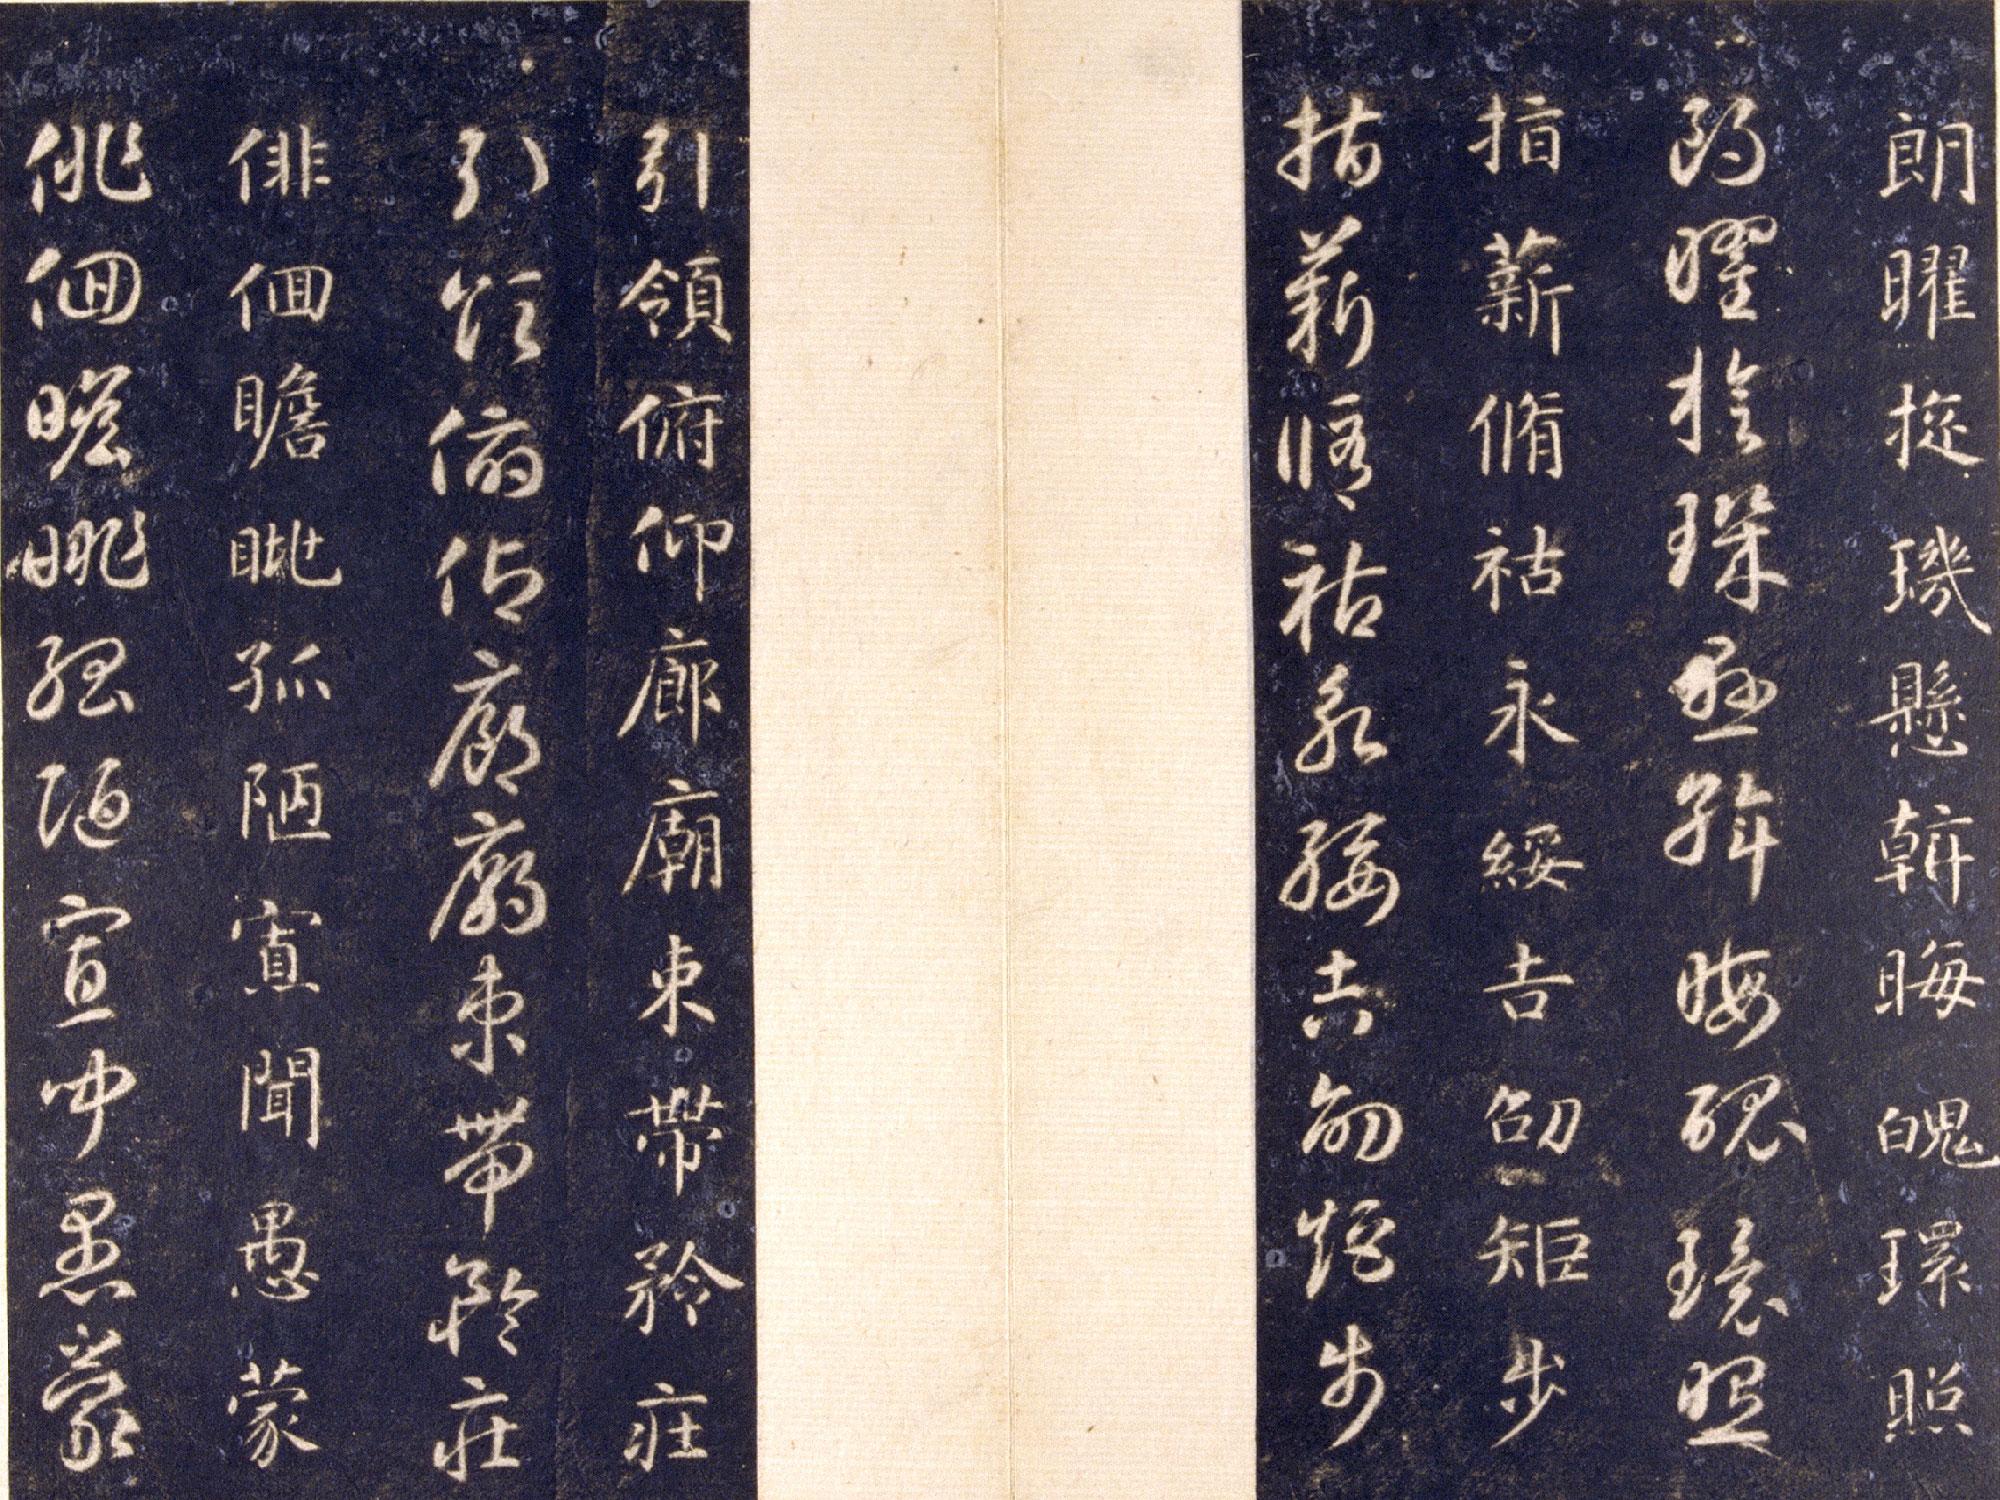 朗曜旋璣懸斡晦魄環照
朗曜旋璣懸斡晦魄環照
指薪脩祜永綏吉劭矩步
指薪脩祜永綏吉劭矩步
引領俯仰廊廟束帶矜莊
引領俯仰廊廟束帶矜莊
俳佪瞻眺孤陋寡聞愚蒙
俳佪瞻眺孤陋寡聞愚蒙